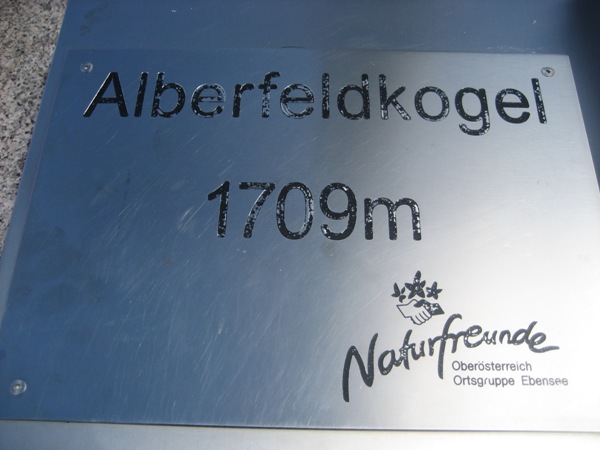 Alberfeldkogel
1709m
Naturfreunde
Oberösterreich
Ortsgruppe Ebensee